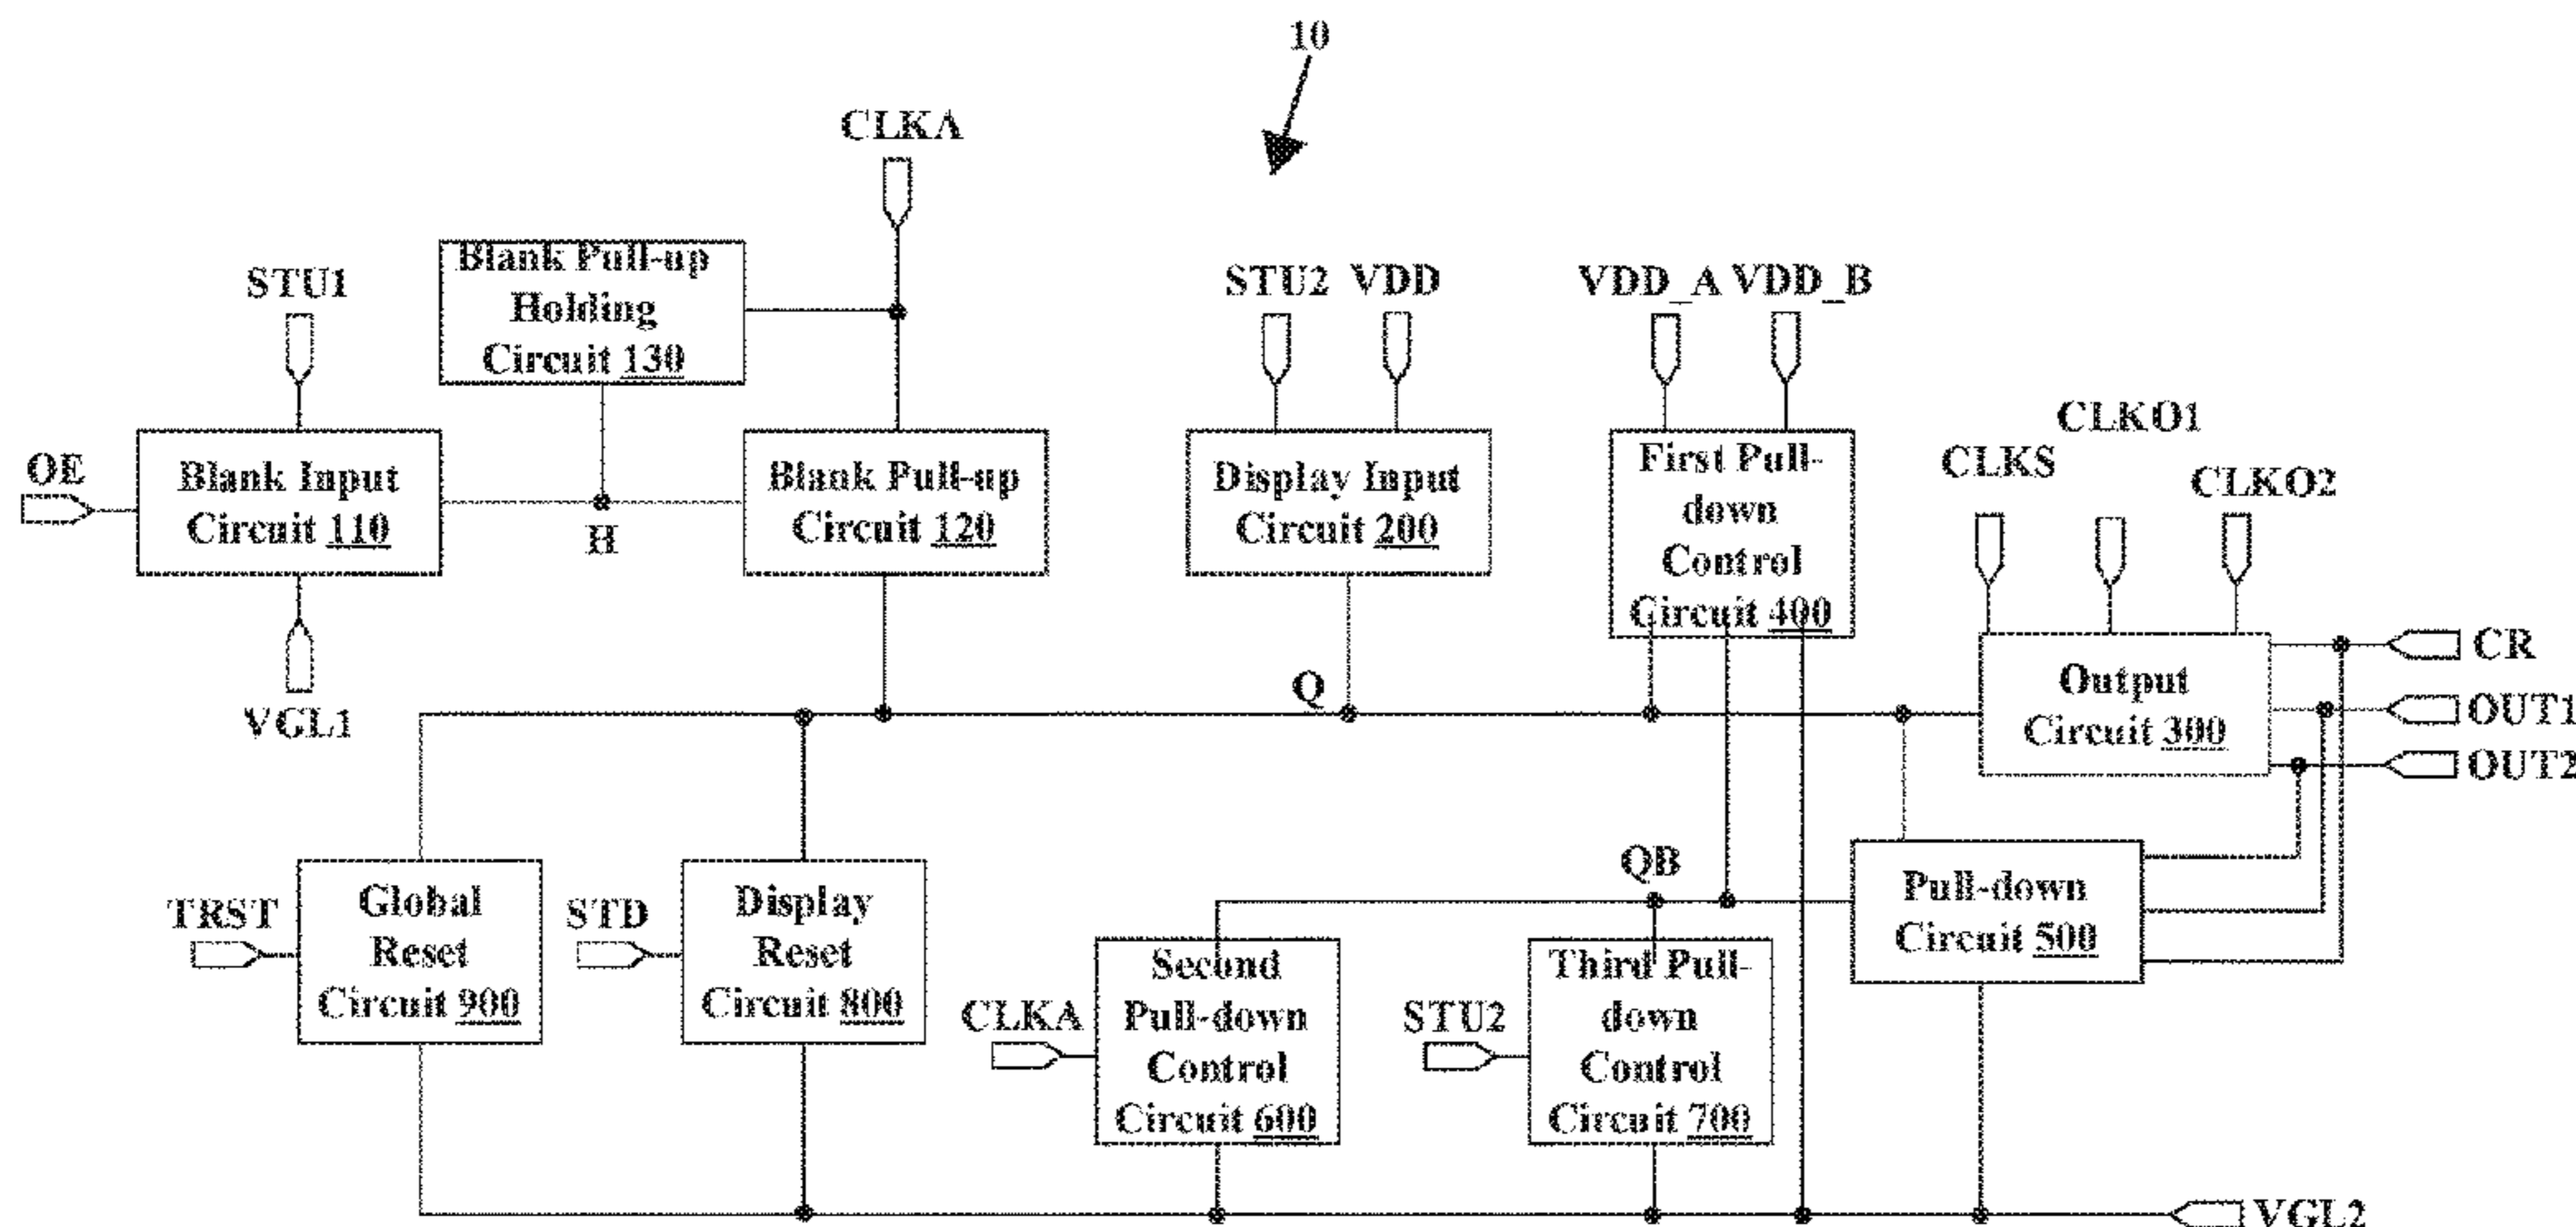 10
CLKA
STU1
Blank Pull-up
Holding
Circuit 130
STU2
VDD
VDD_A
VDD_B
OE
Blank Input
Circuit 110
H
Blank Pull-up
Circuit 120
Display Input
Circuit 200
First Pull-
down
Control
Circuit 400
CLKS
CLKO1
CLKO2
VGL1
Q
Output
Circuit 300
CR
OUT1
OUT2
TRST
Global
Reset
Circuit 900
STD
Display
Reset
Circuit 800
QB
Pull-down
Circuit 500
CLKA
Second
Pull-down
Control
Circuit 600
STU2
Third Pull-
down
Control
Circuit 700
VGL2